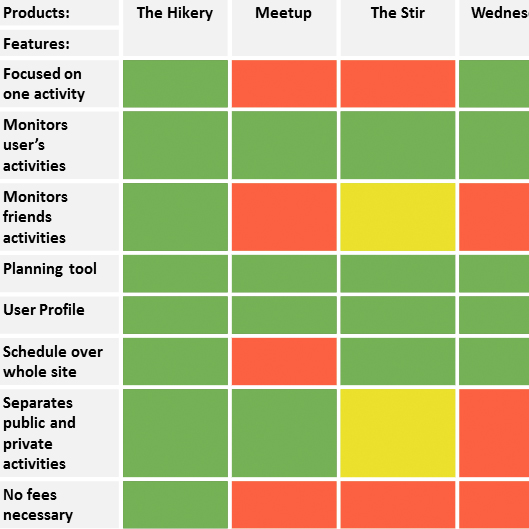 Products: The Hikery Meetup The Stir Wednes
Features:
Focused on
one activity
Monitors
user's
activities
Monitors
friends
activities
Planning tool
User Profile
Schedule over
whole site
Separates
public and
private
activities
No fees
necessary